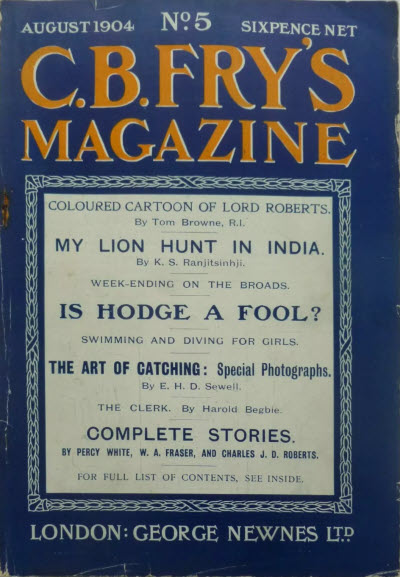 AUGUST 1904 No. 5 SIXPENCE NET
C.B. FRY'S
MAGAZINE
COLOURED CARTOON OF LORD ROBERTS.
By Tom Browne, R.I.
MY LION HUNT IN INDIA.
By K. S. Ranjitsinhji.
WEEK-ENDING ON THE BROADS.
IS HODGE A FOOL?
SWIMMING AND DIVING FOR GIRLS.
THE ART OF CATCHING: Special Photographs.
By E. H. D. Sewell.
THE CLERK. By Harold Begbie.
COMPLETE STORIES.
BY PERCY WHITE, W. A. FRASER, AND CHARLES J. D. ROBERTS.
FOR FULL LIST OF CONTENTS, SEE INSIDE.
LONDON: GEORGE NEWNES LTD